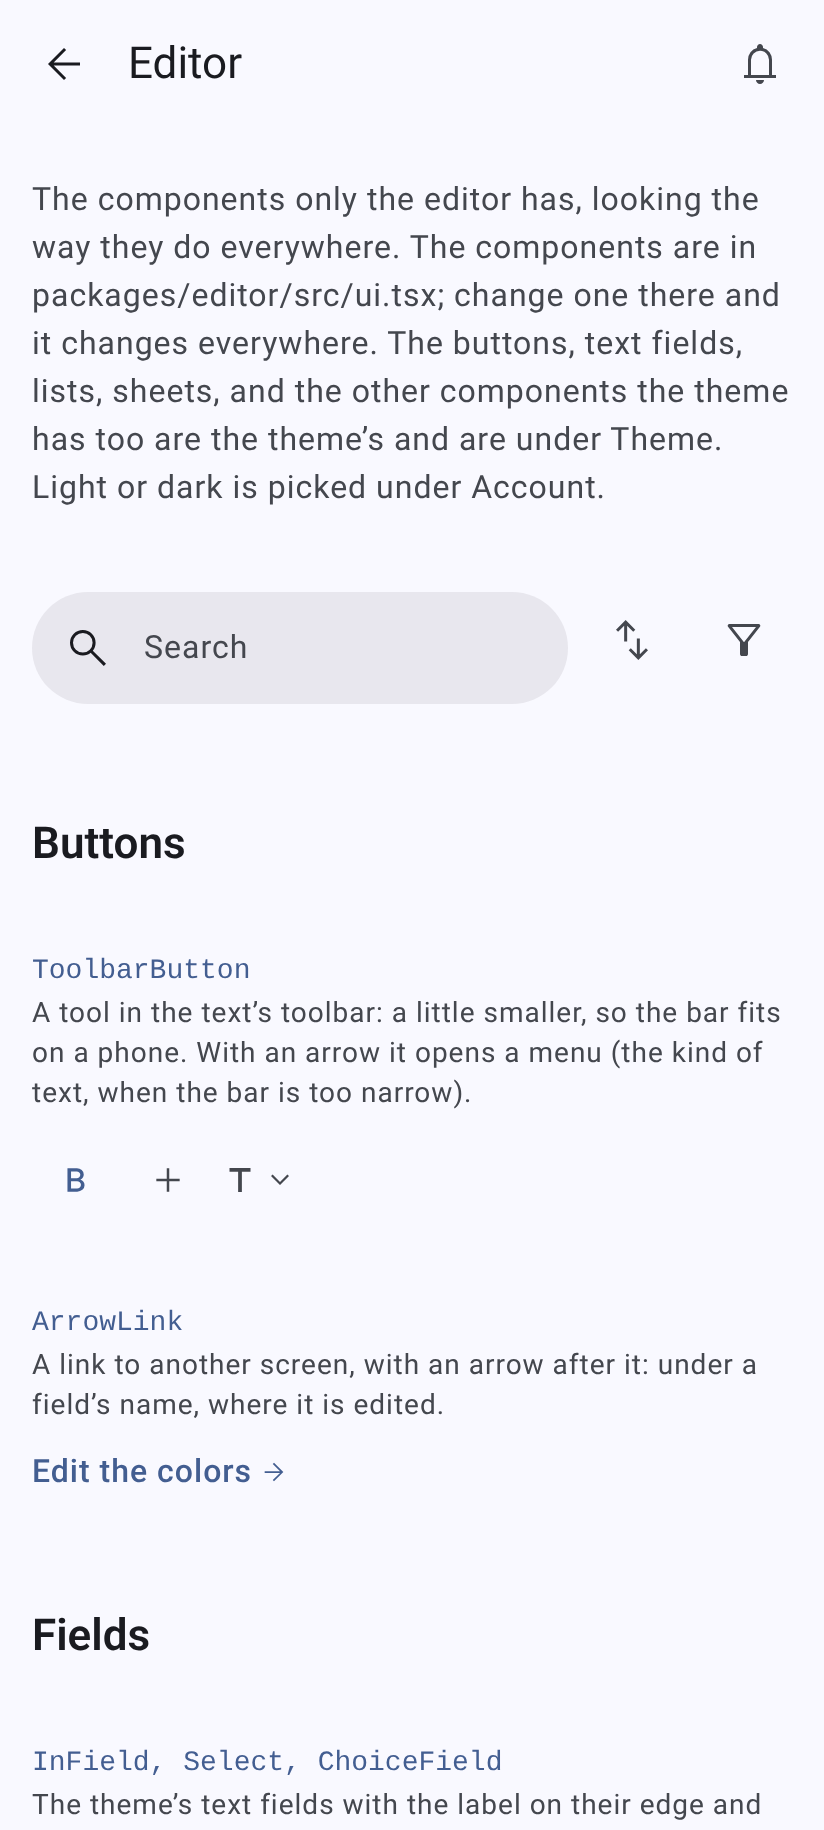 Editor
The components only the editor has, looking the
way they do everywhere. The components are in
packages/editor/src/ui.tsx; change one there and
it changes everywhere. The buttons, text fields,
lists, sheets, and the other components the theme
has too are the theme’s and are under Theme.
Light or dark is picked under Account.
Search
Buttons
ToolbarButton
A tool in the text’s toolbar: a little smaller, so the bar fits
on a phone. With an arrow it opens a menu (the kind of
text, when the bar is too narrow).
B + T
ArrowLink
A link to another screen, with an arrow after it: under a
field’s name, where it is edited.
Edit the colors →
Fields
InField, Select, ChoiceField
The theme’s text fields with the label on their edge and